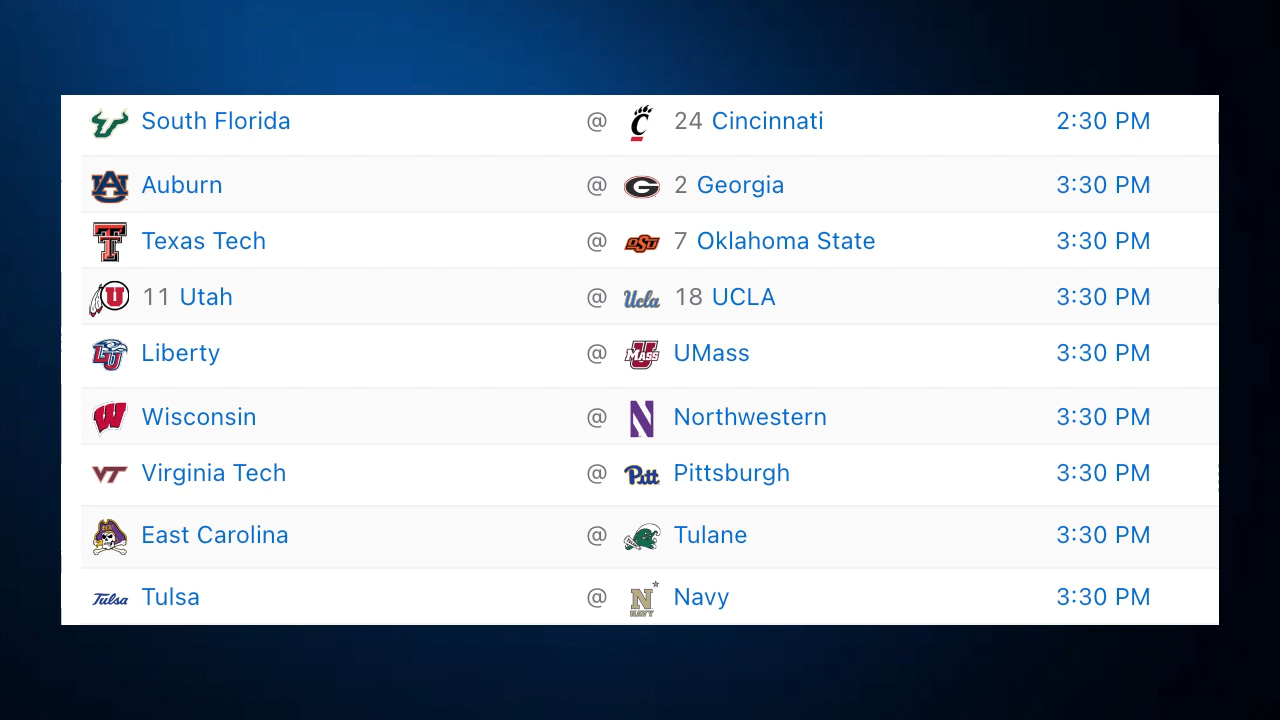 South Florida @ 24 Cincinnati 2:30 PM
Auburn @ 2 Georgia 3:30 PM
Texas Tech @ 7 Oklahoma State 3:30 PM
11 Utah @ 18 UCLA 3:30 PM
Liberty @ UMass 3:30 PM
Wisconsin @ Northwestern 3:30 PM
Virginia Tech @ Pittsburgh 3:30 PM
East Carolina @ Tulane 3:30 PM
Tulsa @ Navy 3:30 PM